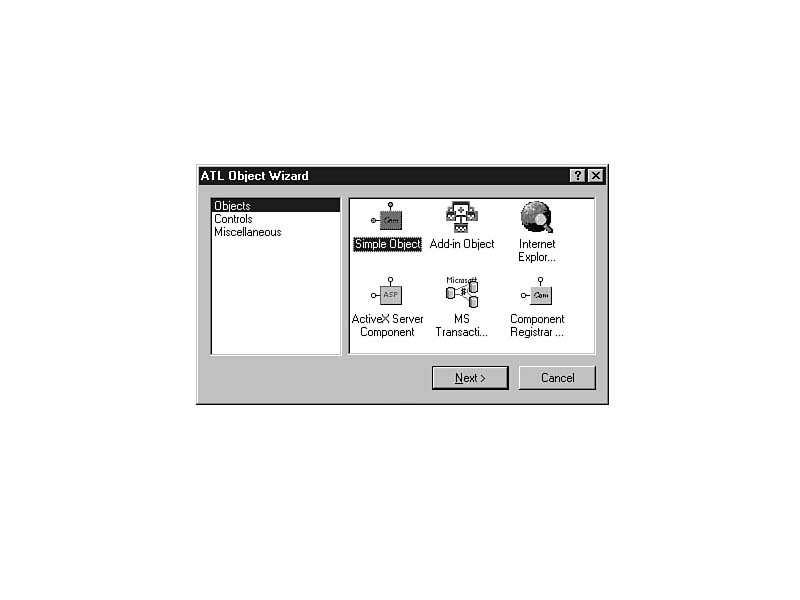 ATL Object Wizard
Objects
Controls
Miscellaneous
Com
Simple Object
Add-in Object
Internet
Explor...
ASP
ActiveX Server
Component
Microsoft
MS
Transacti...
Com
Component
Registrar ...
Next >
Cancel